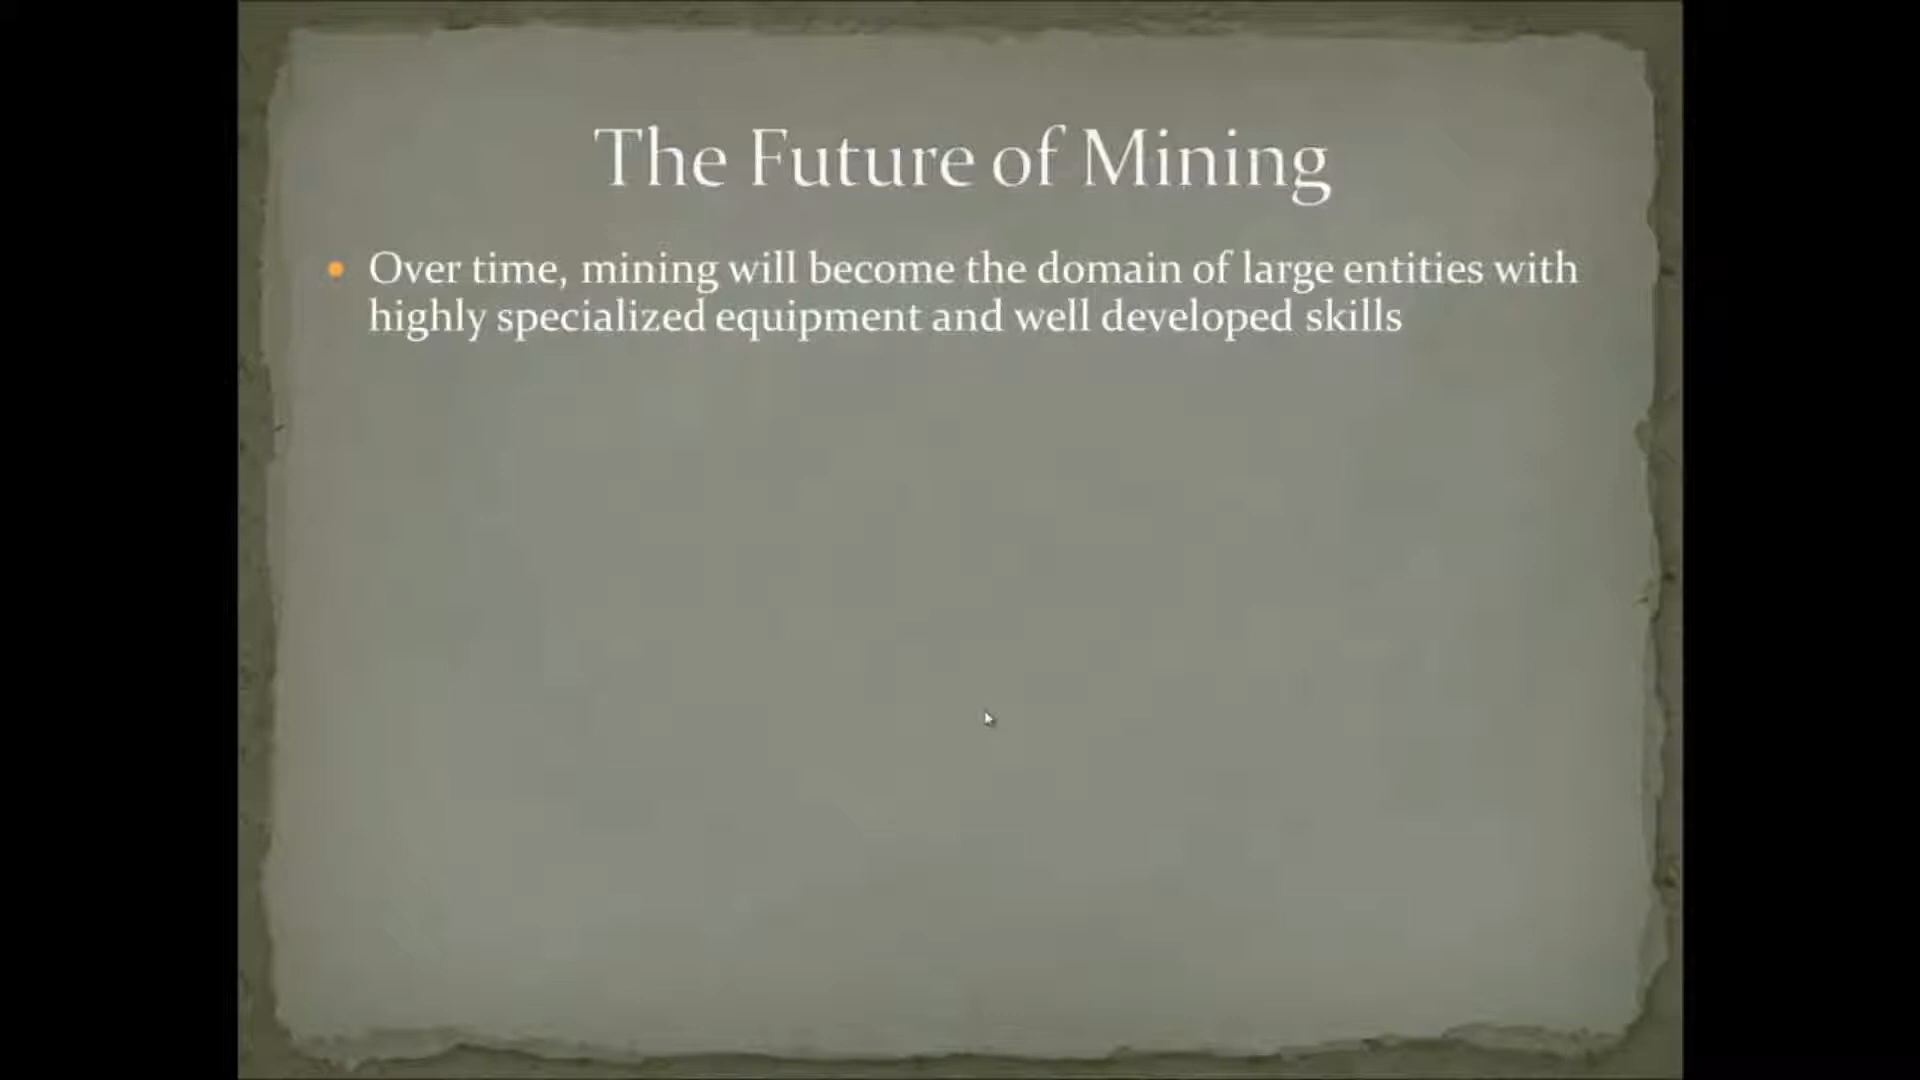 The Future of Mining
Over time, mining will become the domain of large entities with
highly specialized equipment and well developed skills